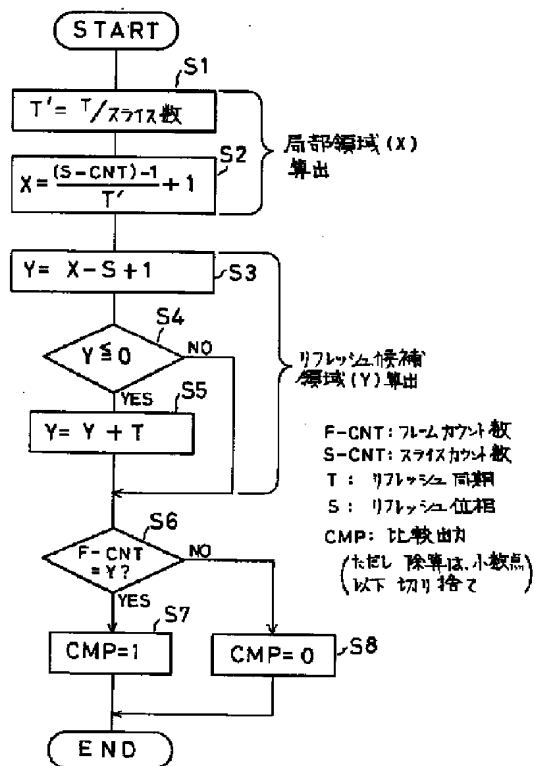 START
S1
T'= T/スライス数
S2
X= (S-CNT)-1 / T' +1
局部領域(X)
算出
Y= X-S+1
S3
S4
Y≦0
NO
YES
S5
Y= Y+T
リフレッシュ候補
領域(Y)算出
F-CNT: フレームカウント数
S-CNT: スライスカウント数
T : リフレッシュ周期
S : リフレッシュ位相
CMP: 比較出力
(ただし 除算は、小数点
以下 切り捨て)
S6
F-CNT
=Y?
NO
YES
S7
CMP=1
CMP=0
S8
END